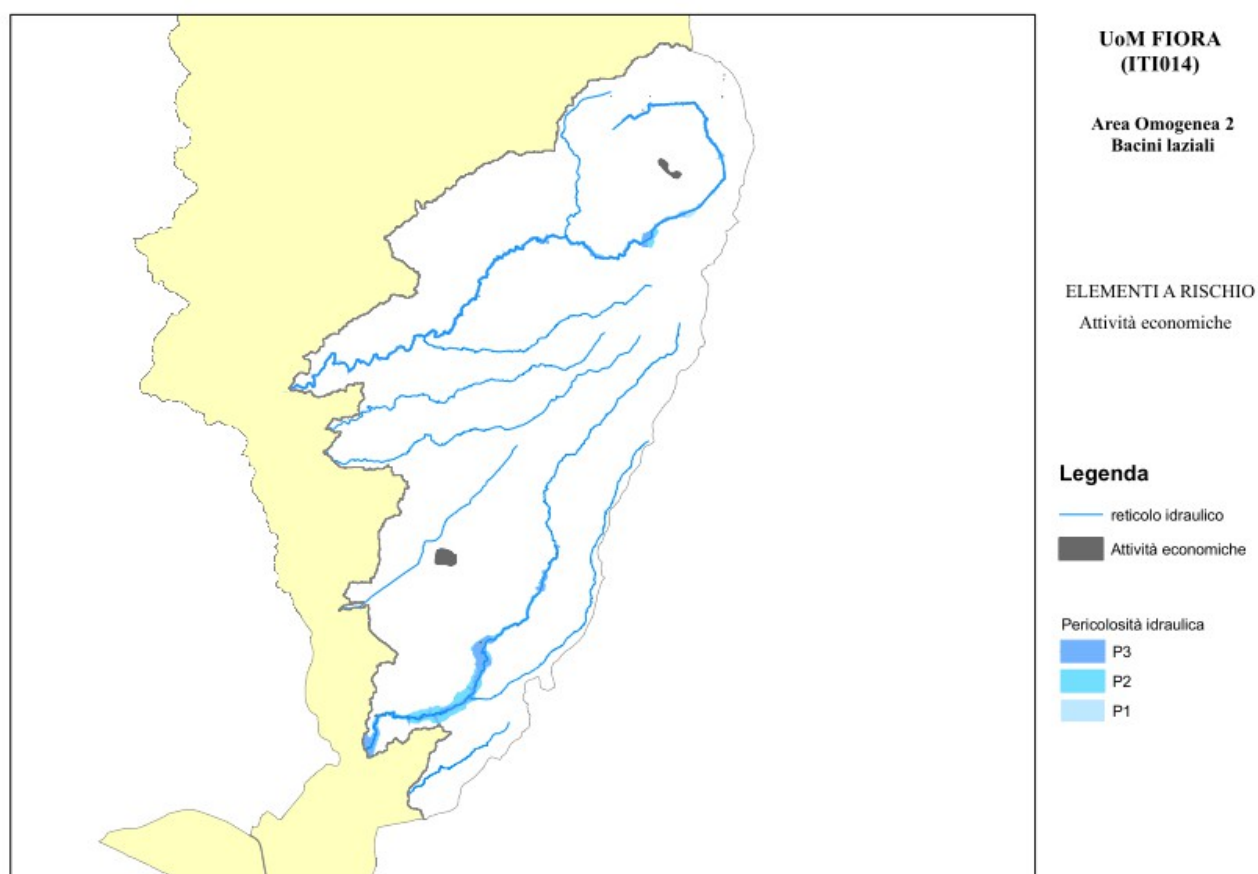 UoM FIORA
(ITI014)
Area Omogenea 2
Bacini laziali
ELEMENTI A RISCHIO
Attività economiche
Legenda
reticolo idraulico
Attività economiche
Pericolosità idraulica
P3
P2
P1